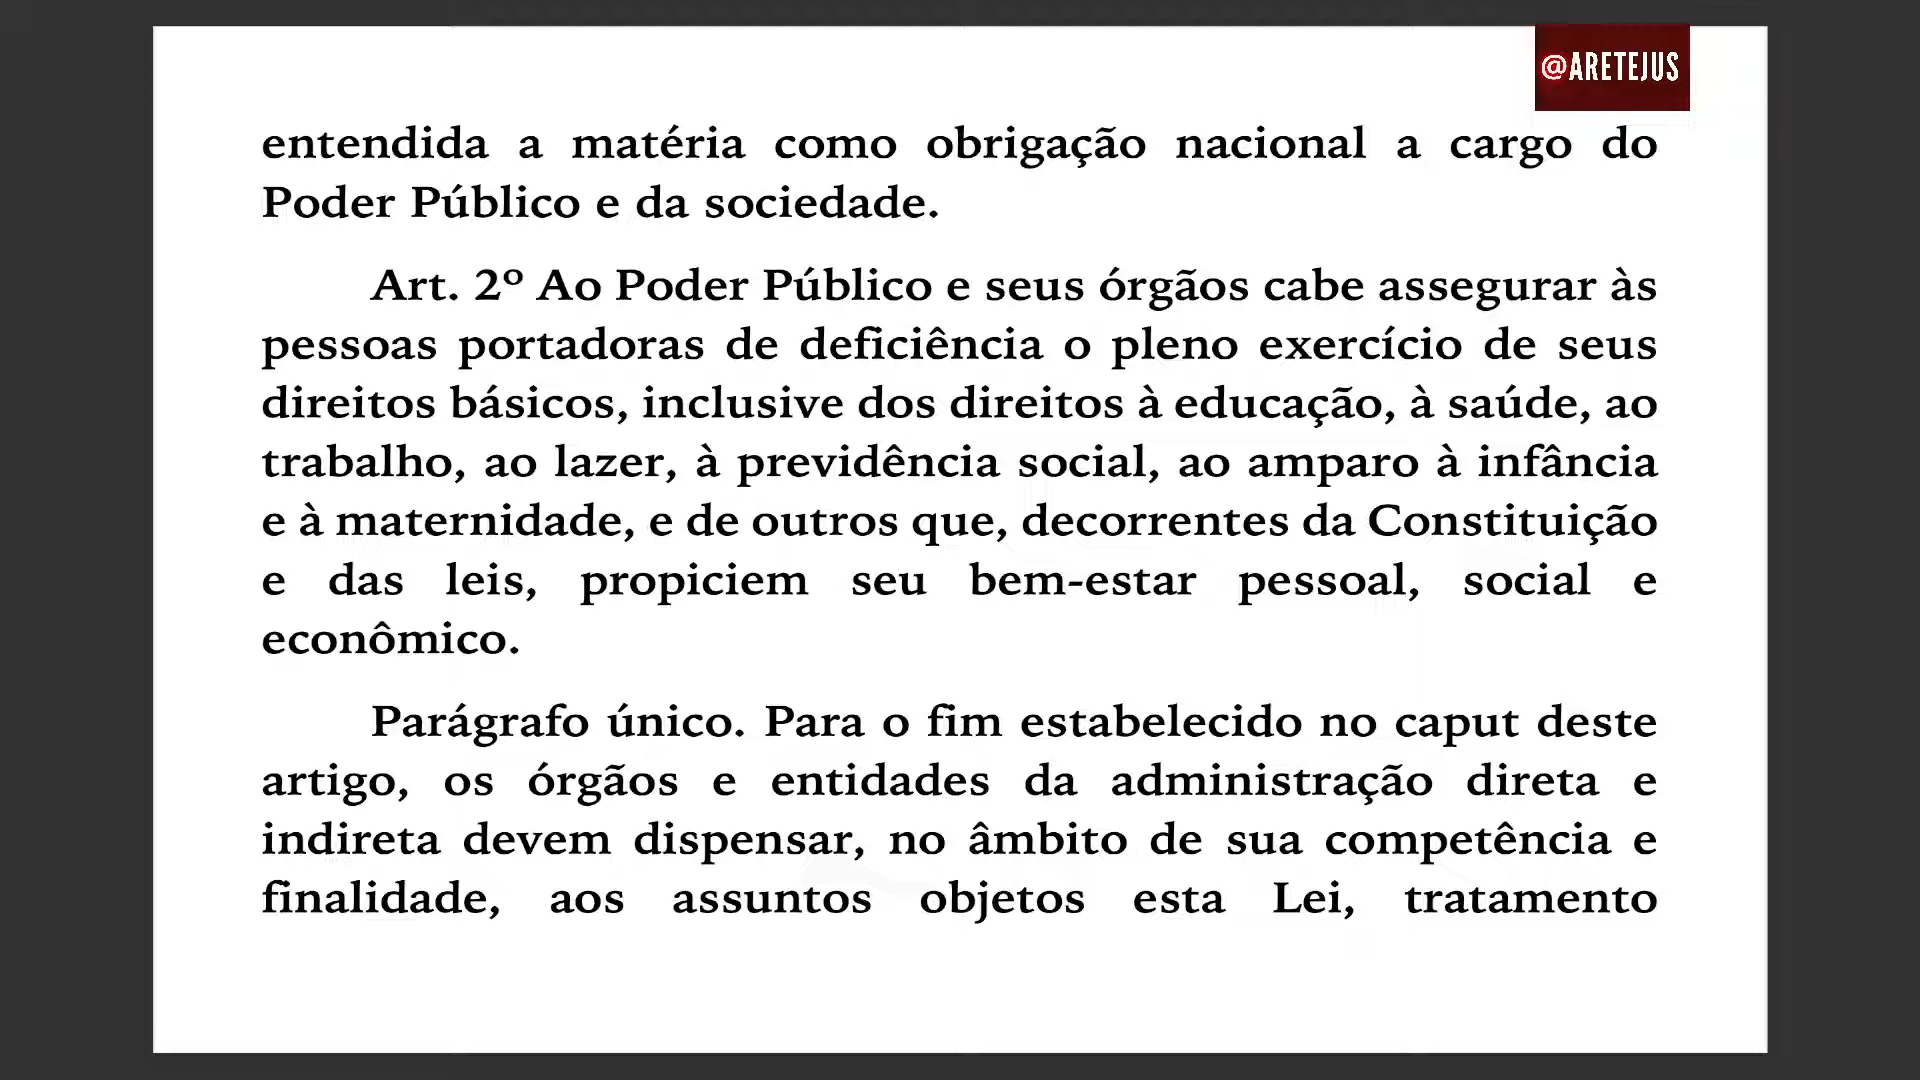 @ARETEJUS
entendida a matéria como obrigação nacional a cargo do
Poder Público e da sociedade.
Art. 2º Ao Poder Público e seus órgãos cabe assegurar às
pessoas portadoras de deficiência o pleno exercício de seus
direitos básicos, inclusive dos direitos à educação, à saúde, ao
trabalho, ao lazer, à previdência social, ao amparo à infância
e à maternidade, e de outros que, decorrentes da Constituição
e das leis, propiciem seu bem-estar pessoal, social e
econômico.
Parágrafo único. Para o fim estabelecido no caput deste
artigo, os órgãos e entidades da administração direta e
indireta devem dispensar, no âmbito de sua competência e
finalidade, aos assuntos objetos esta Lei, tratamento